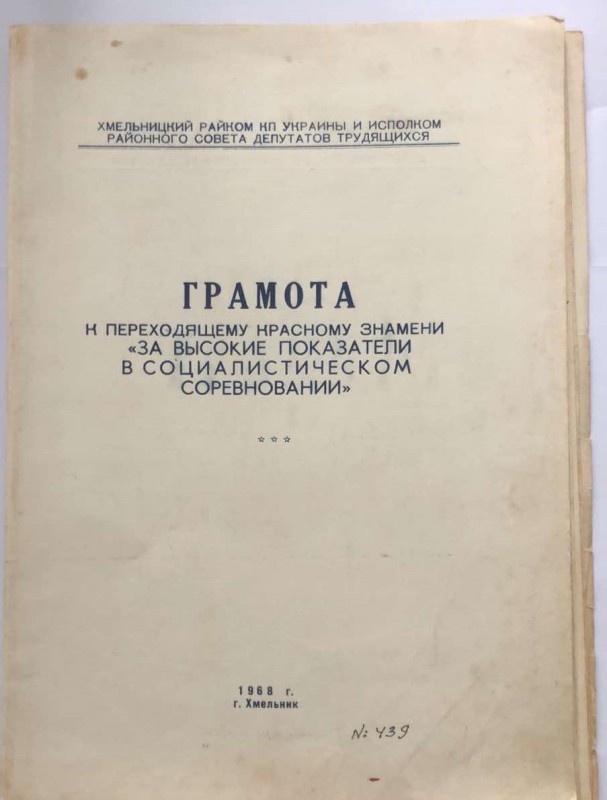 ХМЕЛЬНИЦКИЙ РАЙКОМ КП УКРАИНЫ И ИСПОЛКОМ
РАЙОННОГО СОВЕТА ДЕПУТАТОВ ТРУДЯЩИХСЯ
ГРАМОТА
К ПЕРЕХОДЯЩЕМУ КРАСНОМУ ЗНАМЕНИ
«ЗА ВЫСОКИЕ ПОКАЗАТЕЛИ
В СОЦИАЛИСТИЧЕСКОМ
СОРЕВНОВАНИИ»
1968 г.
г. Хмельник
№: 439